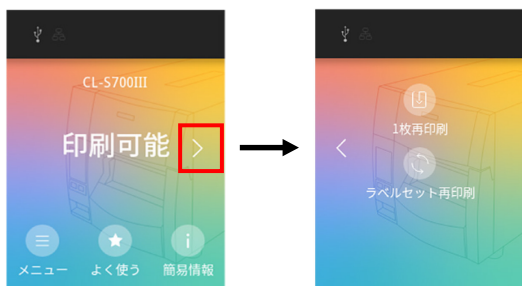 CL-S700III
印刷可能
メニュー
よく使う
簡易情報
1枚再印刷
ラベルセット再印刷